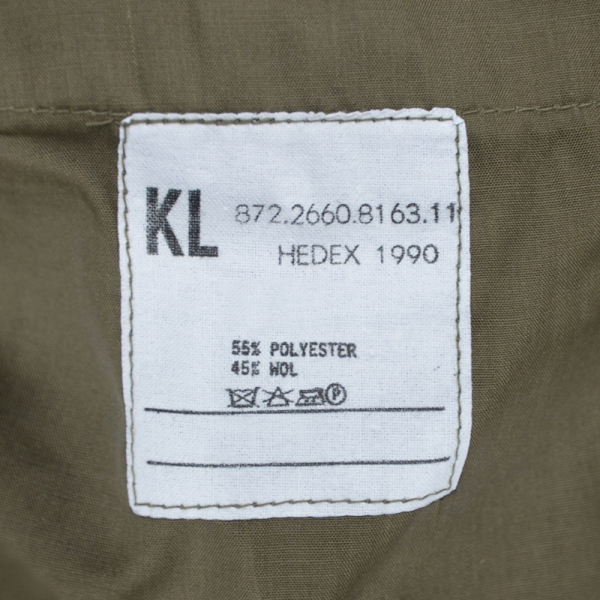 KL 872.2660.8163.11
HEDEX 1990
55% POLYESTER
45% WOL
P